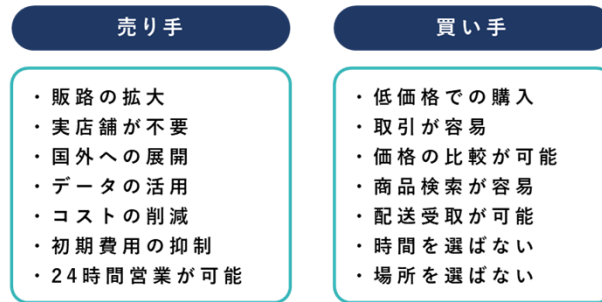 売り手
・販路の拡大
・実店舗が不要
・国外への展開
・データの活用
・コストの削減
・初期費用の抑制
・24時間営業が可能
買い手
・低価格での購入
・取引が容易
・価格の比較が可能
・商品検索が容易
・配送受取が可能
・時間を選ばない
・場所を選ばない